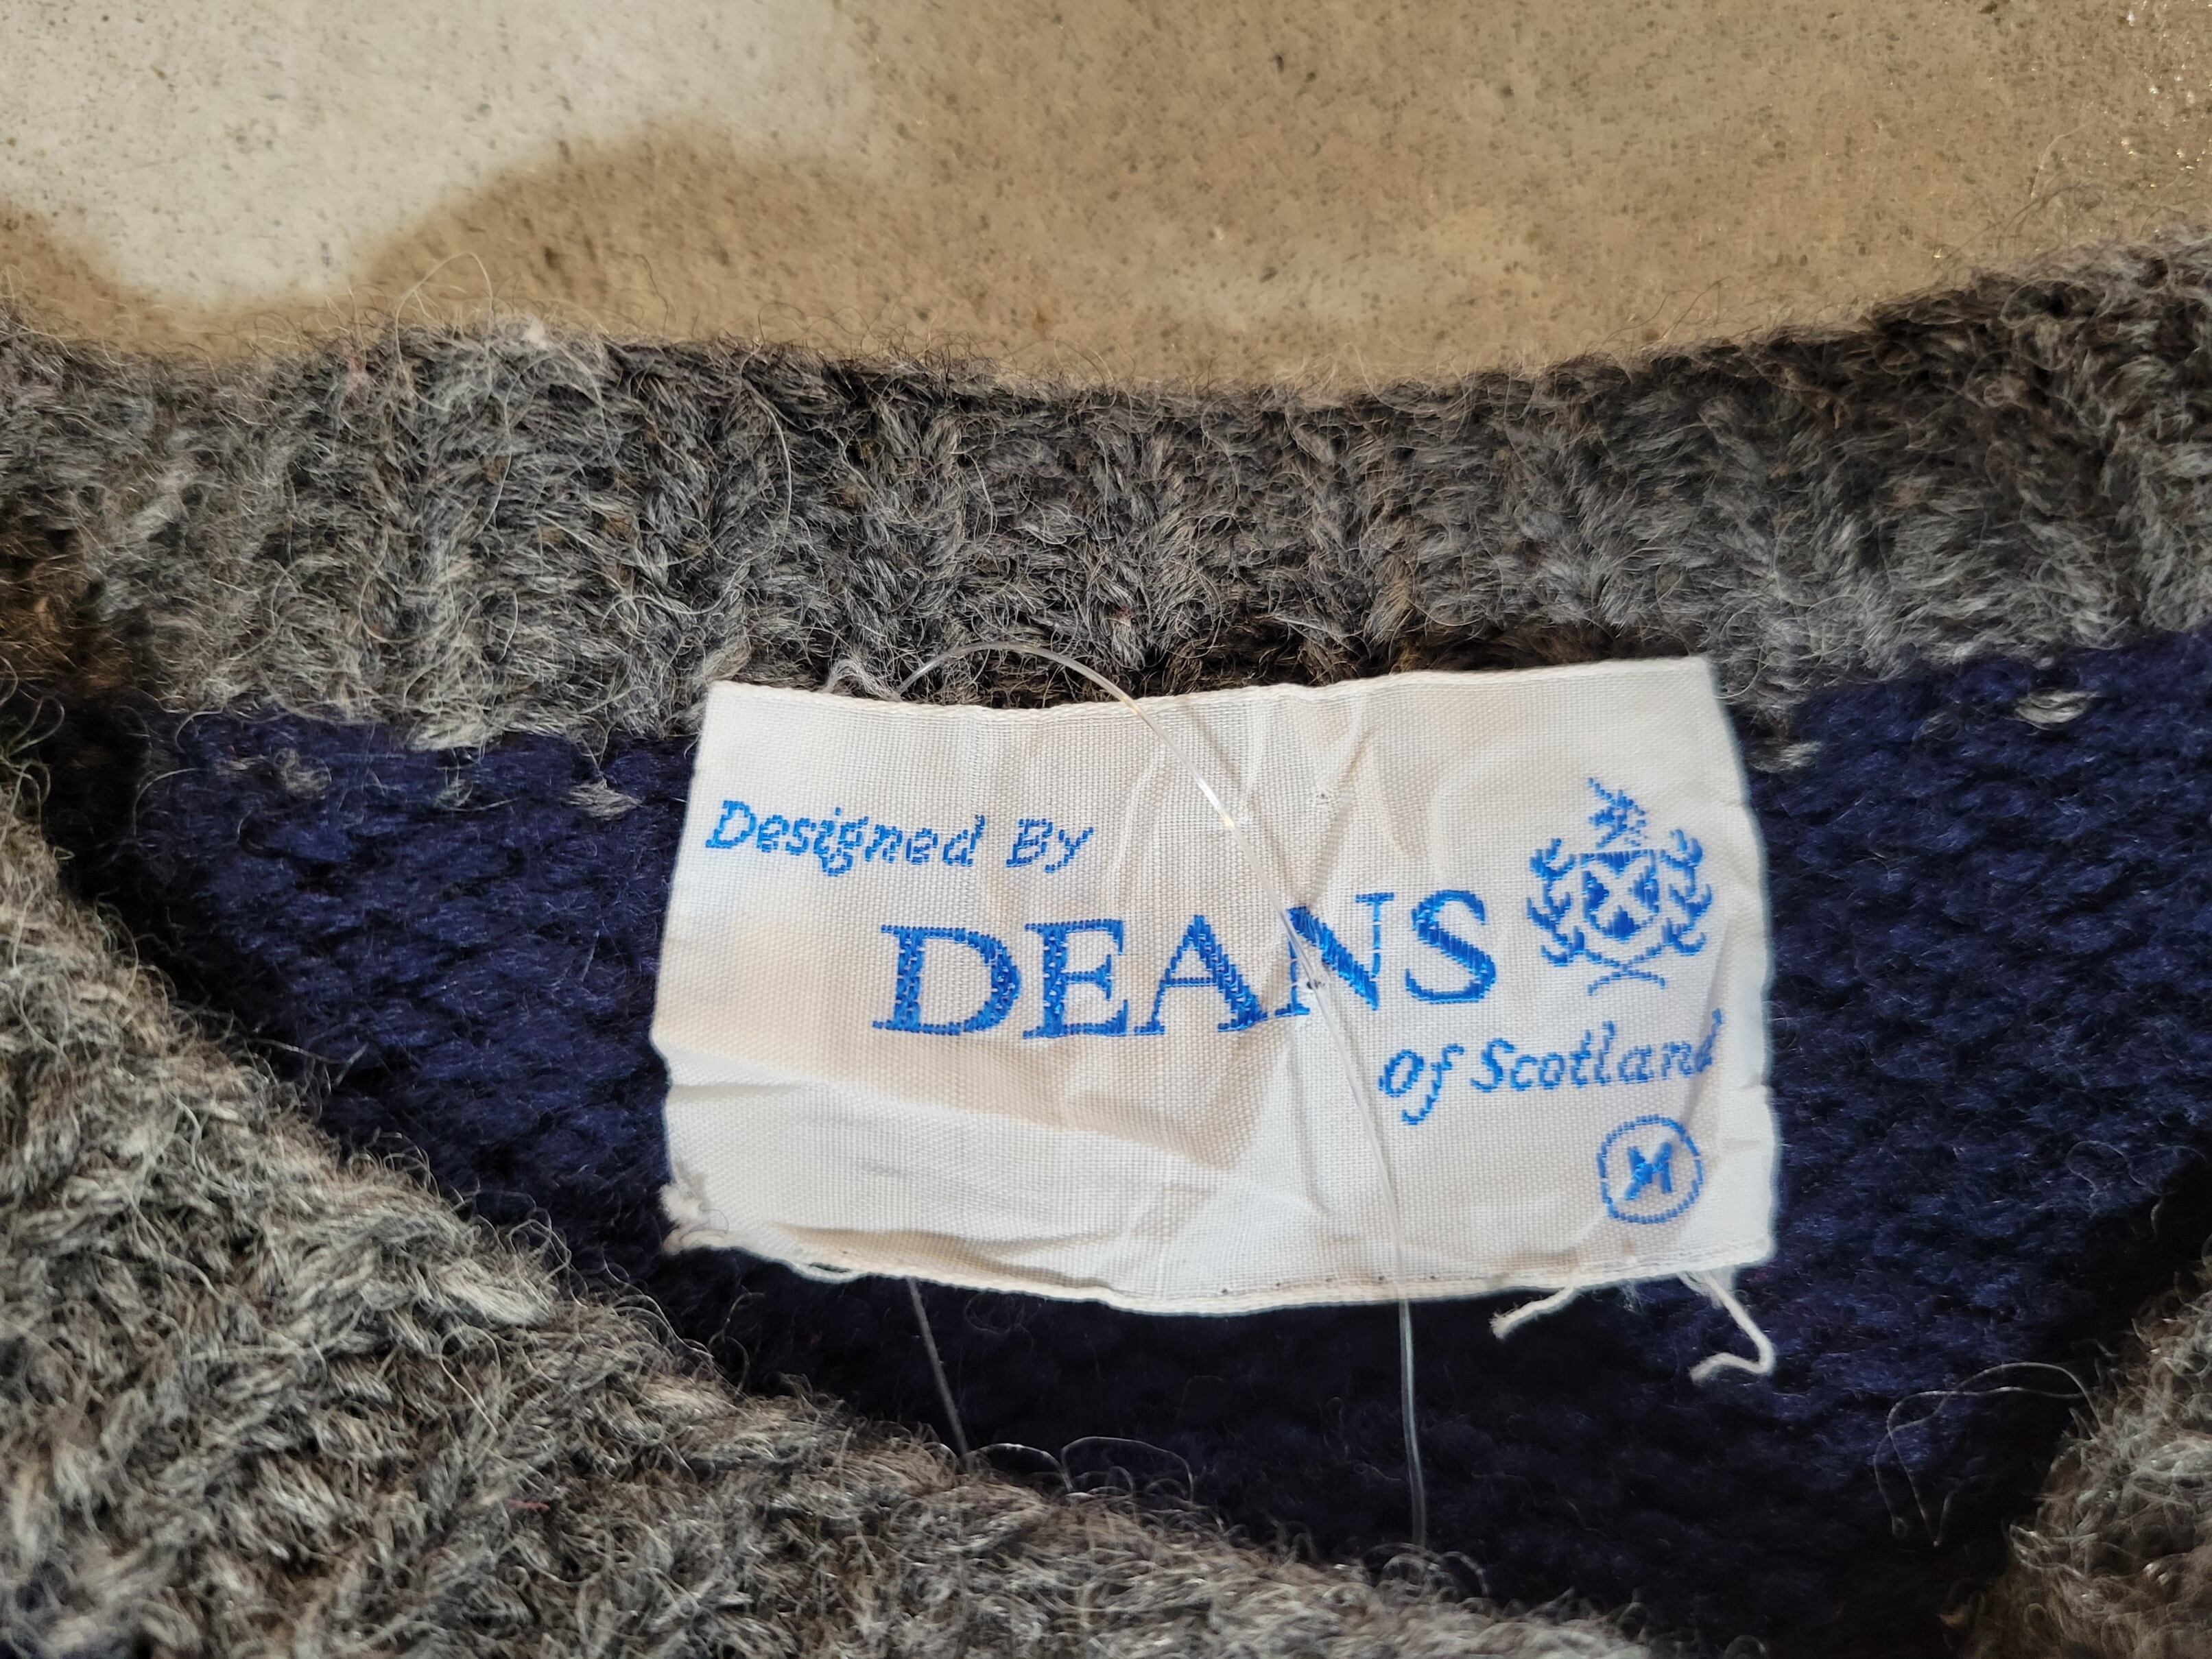 Designed By
DEANS
of Scotland
M